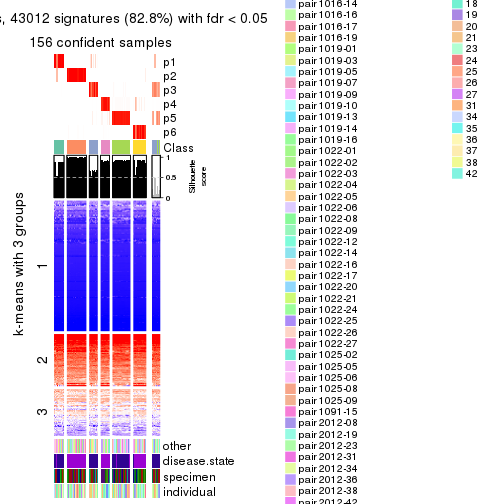 s, 43012 signatures (82.8%) with fdr < 0.05
156 confident samples
p1
p2
p3
p4
p5
p6
Class
1
0.5
0
Silhouette
score
k-means with 3 groups
1
2
3
other
disease.state
specimen
individual
pair1016-14
pair1016-16
pair1016-17
pair1016-19
pair1019-01
pair1019-03
pair1019-05
pair1019-07
pair1019-09
pair1019-10
pair1019-13
pair1019-14
pair1019-16
pair1022-01
pair1022-02
pair1022-03
pair1022-04
pair1022-05
pair1022-06
pair1022-08
pair1022-09
pair1022-12
pair1022-14
pair1022-16
pair1022-17
pair1022-20
pair1022-21
pair1022-24
pair1022-25
pair1022-26
pair1022-27
pair1025-02
pair1025-05
pair1025-06
pair1025-08
pair1025-09
pair1091-15
pair2012-08
pair2012-19
pair2012-23
pair2012-31
pair2012-34
pair2012-36
pair2012-38
pair2012-42
18
19
20
21
23
24
25
26
27
31
34
35
36
37
38
42